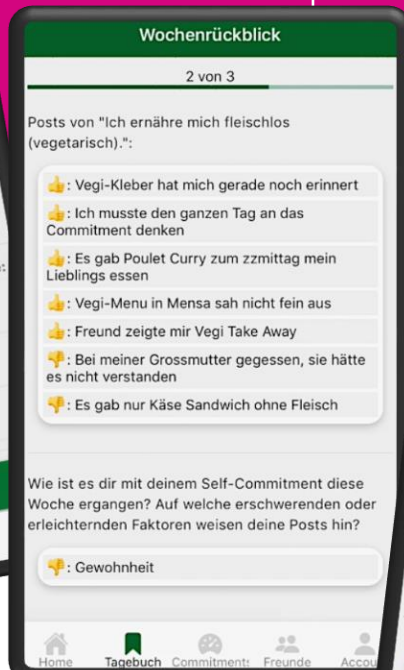 Wochenrückblick
2 von 3
Posts von "Ich ernähre mich fleischlos
(vegetarisch).":
👍: Vegi-Kleber hat mich gerade noch erinnert
👍: Ich musste den ganzen Tag an das
Commitment denken
👍: Es gab Poulet Curry zum zzmittag mein
Lieblings essen
👍: Vegi-Menu in Mensa sah nicht fein aus
👍: Freund zeigte mir Vegi Take Away
👎: Bei meiner Grossmutter gegessen, sie hätte
es nicht verstanden
👎: Es gab nur Käse Sandwich ohne Fleisch
Wie ist es dir mit deinem Self-Commitment diese
Woche ergangen? Auf welche erschwerenden oder
erleichternden Faktoren weisen deine Posts hin?
👎: Gewohnheit
Home Tagebuch Commitments Freunde Accou